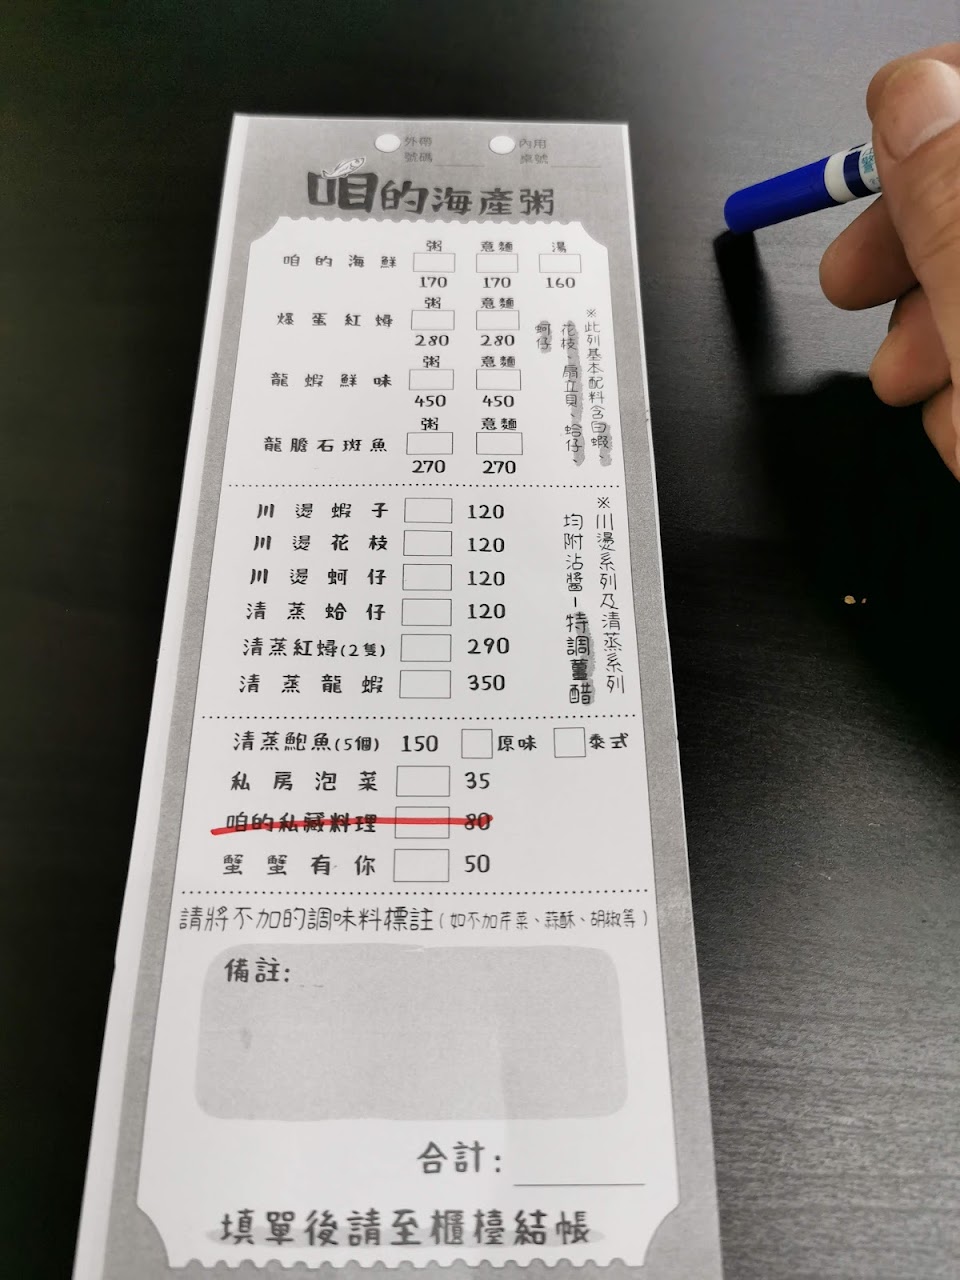 外帶 內用
號碼 桌號
咱的海產粥
粥 意麵 湯
咱的海鮮
170 170 160
粥 意麵
爆蛋紅蟳
280 280
粥 意麵
龍蝦鮮味
450 450
粥 意麵
龍膽石斑魚
270 270
※此列基本配料含白蝦、
花枝、扇立貝、蛤仔、
蚵仔
川燙蝦子 120
川燙花枝 120
川燙蚵仔 120
清蒸蛤仔 120
清蒸紅蟳(2隻) 290
清蒸龍蝦 350
※川燙系列及清蒸系列
均附沾醬-特調薑醋
清蒸鮑魚(5個) 150 原味 泰式
私房泡菜 35
咱的私藏料理 80
蟹蟹有你 50
請將不加的調味料標註(如不加芹菜、蒜酥、胡椒等)
備註:
合計:
填單後請至櫃檯結帳